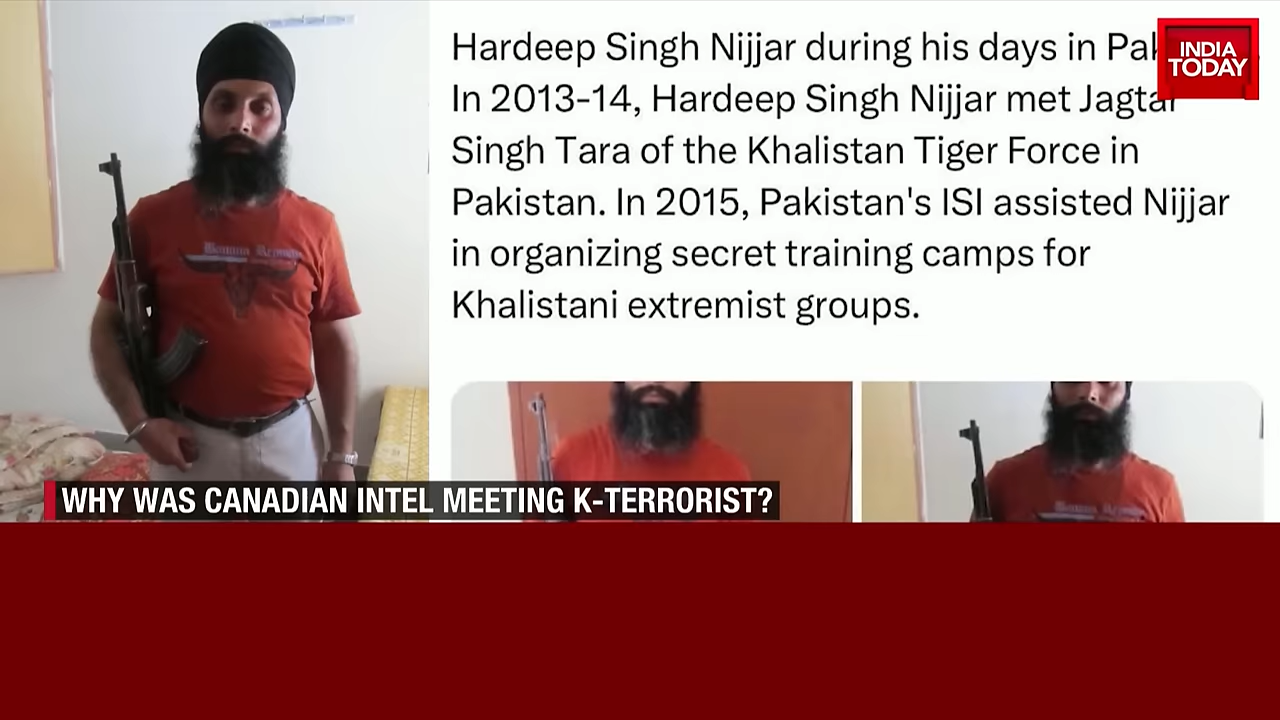 Hardeep Singh Nijjar during his days in Pak
INDIA
TODAY
In 2013-14, Hardeep Singh Nijjar met Jagtar
Singh Tara of the Khalistan Tiger Force in
Pakistan. In 2015, Pakistan's ISI assisted Nijjar
in organizing secret training camps for
Khalistani extremist groups.
WHY WAS CANADIAN INTEL MEETING K-TERRORIST?